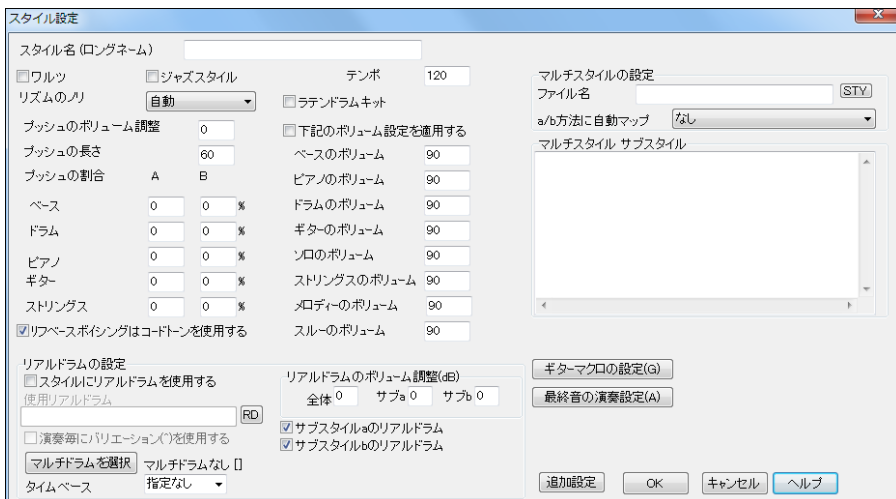 スタイル設定
スタイル名 (ロングネーム)
ワルツ
ジャズスタイル
テンポ 120
リズムのノリ 自動
ラテンドラムキット
プッシュのボリューム調整 0
下記のボリューム設定を適用する
プッシュの長さ 60
プッシュの割合 A B
ベース 0 0 %
ドラム 0 0 %
ピアノ 0 0 %
ギター 0 0 %
ストリングス 0 0 %
リフベースボイシングはコードトーンを使用する
ベースのボリューム 90
ピアノのボリューム 90
ドラムのボリューム 90
ギターのボリューム 90
ソロのボリューム 90
ストリングスのボリューム 90
メロディーのボリューム 90
スルーのボリューム 90
マルチスタイルの設定
ファイル名 STY
a/b方法に自動マップ なし
マルチスタイル サブスタイル
リアルドラムの設定
スタイルにリアルドラムを使用する
使用リアルドラム
RD
演奏毎にバリエーション(^)を使用する
マルチドラムを選択 マルチドラムなし []
タイムベース 指定なし
リアルドラムのボリューム調整(dB)
全体 0 サブa 0 サブb 0
サブスタイルaのリアルドラム
サブスタイルbのリアルドラム
ギターマクロの設定(G)
最終音の演奏設定(A)
追加設定 OK キャンセル ヘルプ